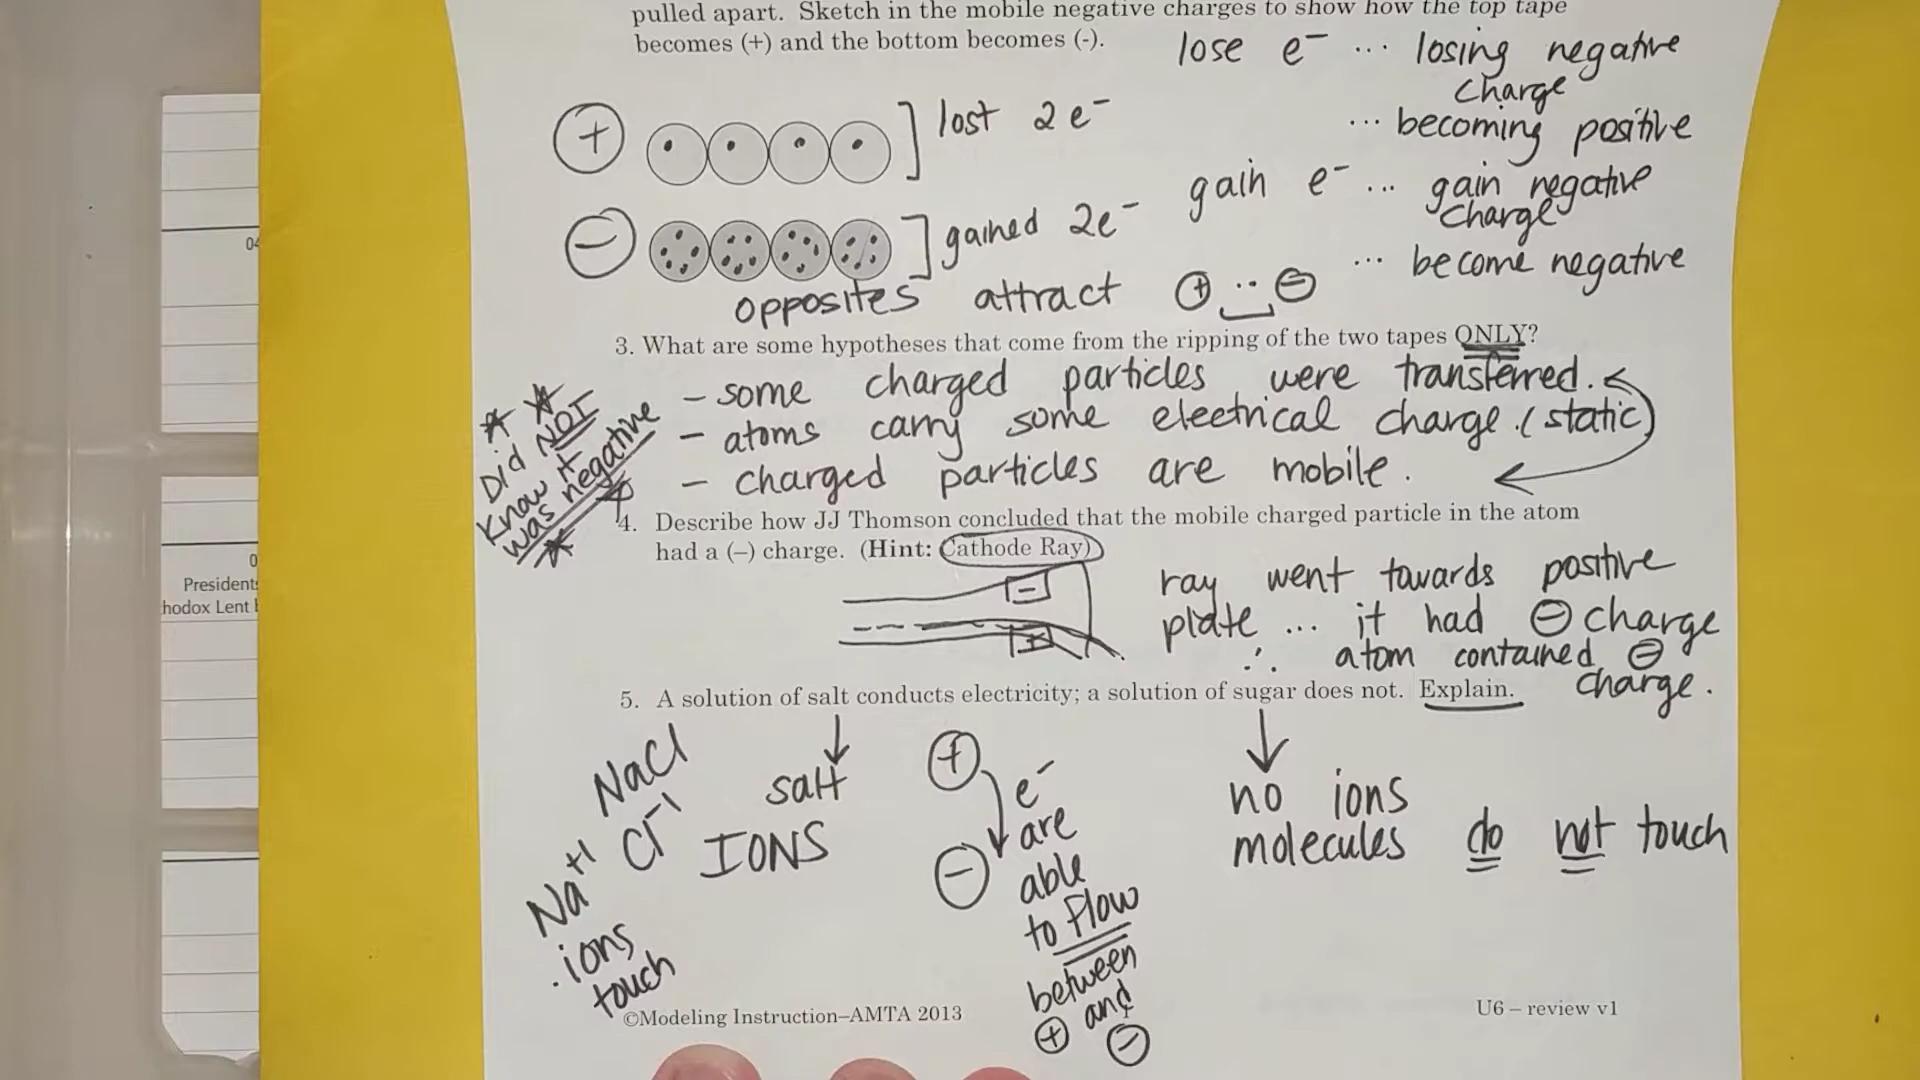 pulled apart. Sketch in the mobile negative charges to show how the top tape
becomes (+) and the bottom becomes (-).
lose e⁻ ... losing negative
charge
... becoming positive
+
lost 2 e⁻
gain e⁻ ... gain negative
charge
... become negative
−
gained 2e⁻
opposites attract ⊕ ·· ⊖
3. What are some hypotheses that come from the ripping of the two tapes ONLY?
- some charged particles were transferred.
- atoms carry some electrical charge. (static)
- charged particles are mobile.
Did NOT
know it
was negative
4. Describe how JJ Thomson concluded that the mobile charged particle in the atom
had a (–) charge. (Hint: Cathode Ray)
−
+
ray went towards positive
plate ... it had ⊖ charge
∴ atom contained ⊖
charge.
5. A solution of salt conducts electricity; a solution of sugar does not. Explain.
NaCl
Na⁺¹ Cl⁻¹
ions
touch
salt
IONS
⊕
⊖
e⁻
are
able
to flow
between
⊕ and
⊖
no ions
molecules do not touch
©Modeling Instruction–AMTA 2013
U6 – review v1
04
0
President
hodox Lent